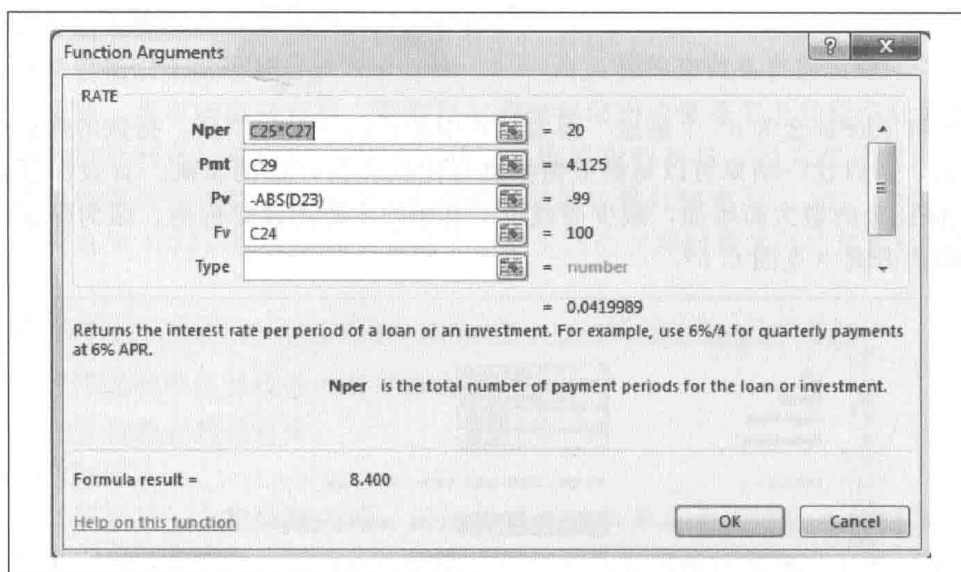 Function Arguments
RATE
Nper C25*C27 = 20
Pmt C29 = 4.125
Pv -ABS(D23) = -99
Fv C24 = 100
Type = number
= 0.0419989
Returns the interest rate per period of a loan or an investment. For example, use 6%/4 for quarterly payments
at 6% APR.
Nper is the total number of payment periods for the loan or investment.
Formula result = 8.400
Help on this function
OK Cancel